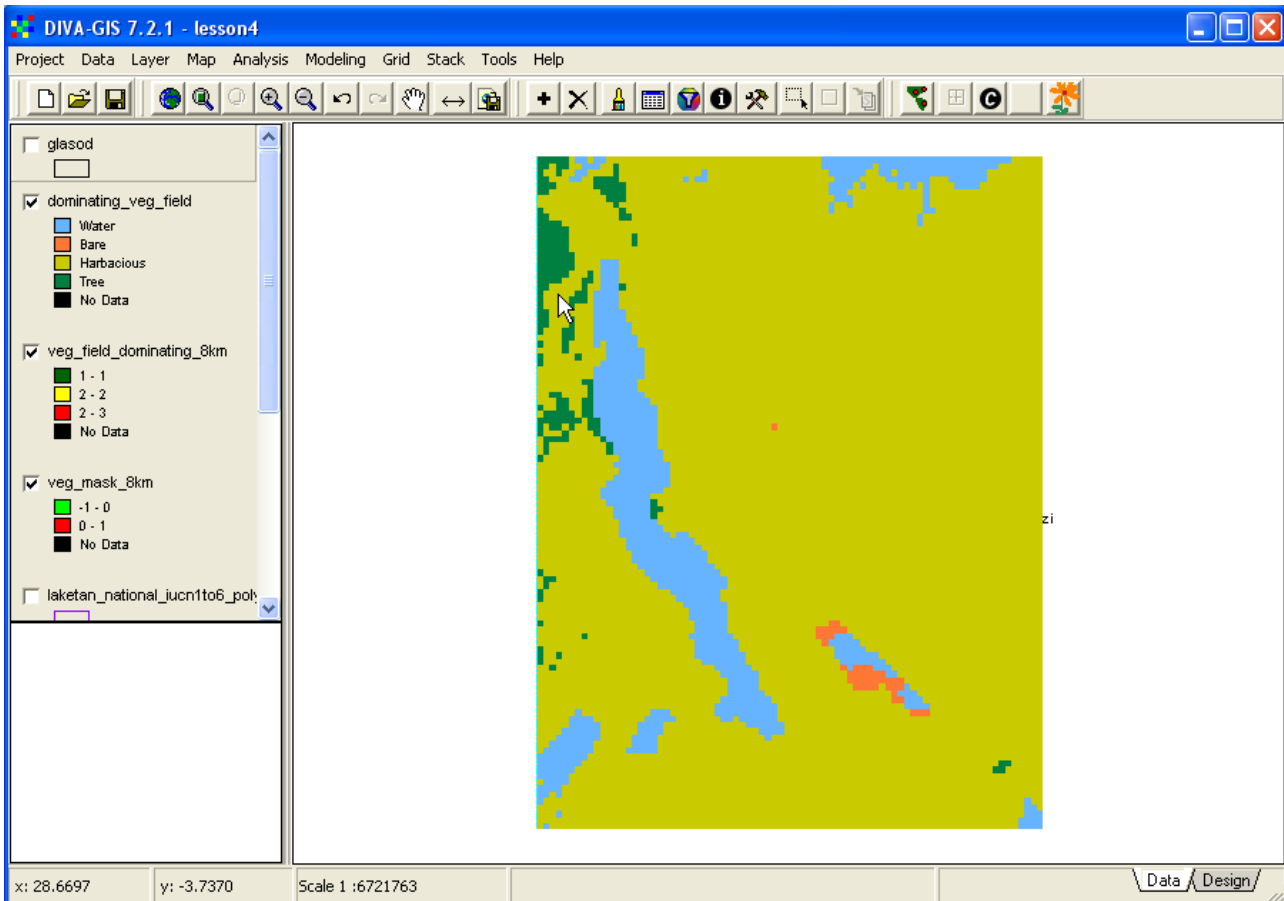 DIVA-GIS 7.2.1 - lesson4
Project Data Layer Map Analysis Modeling Grid Stack Tools Help
glasod
dominating_veg_field
Water
Bare
Harbacious
Tree
No Data
veg_field_dominating_8km
1 - 1
2 - 2
2 - 3
No Data
veg_mask_8km
-1 - 0
0 - 1
No Data
laketan_national_iucn1to6_poly
zi
x: 28.6697 y: -3.7370 Scale 1 :6721763 Data Design